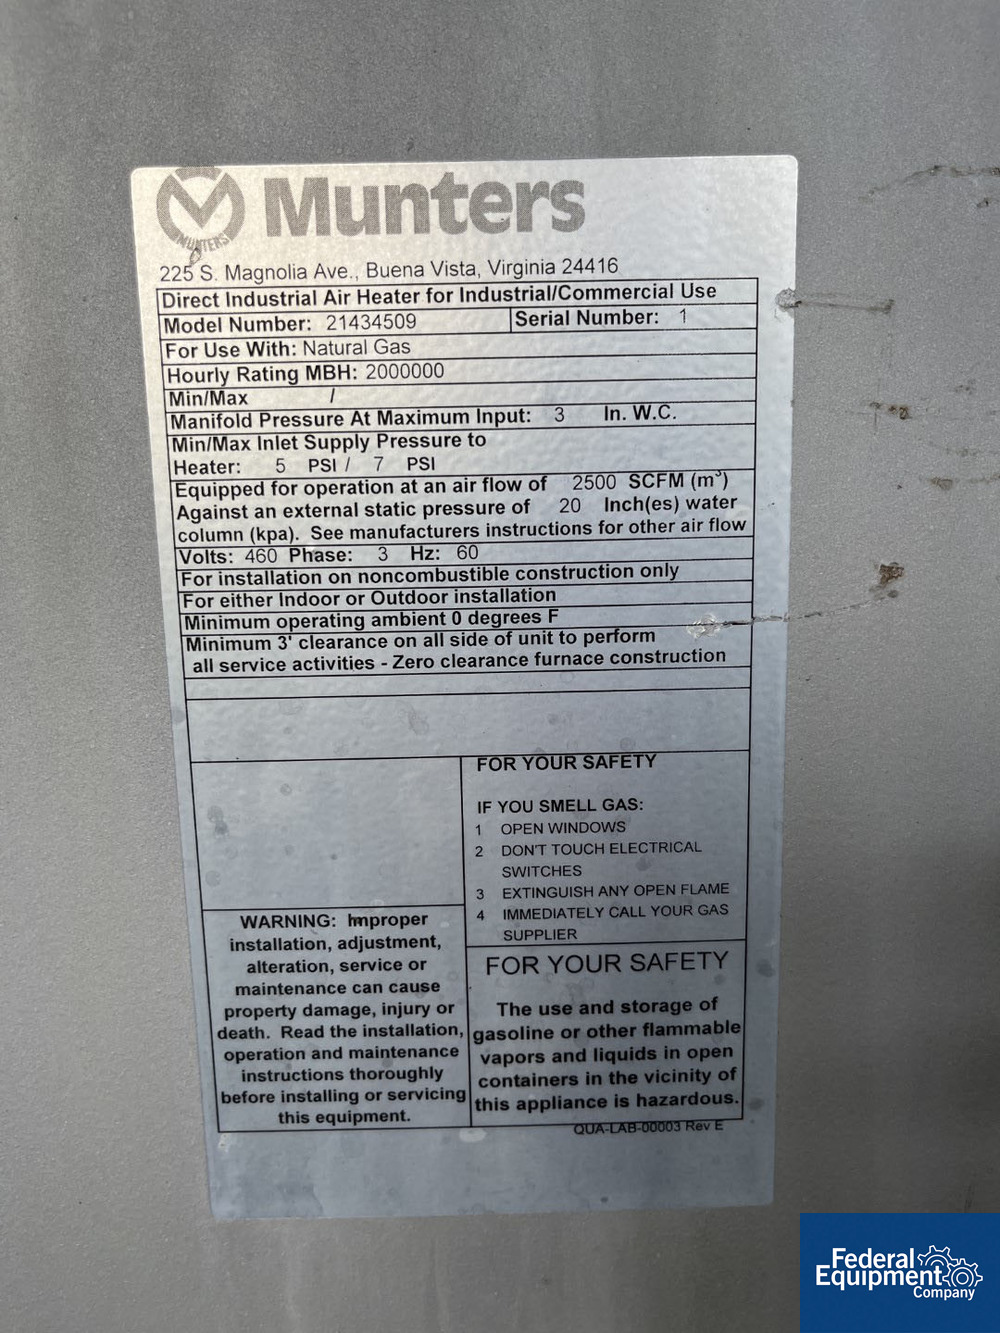 MUNTERS
Munters
225 S. Magnolia Ave., Buena Vista, Virginia 24416
Direct Industrial Air Heater for Industrial/Commercial Use
Model Number: 21434509 Serial Number: 1
For Use With: Natural Gas
Hourly Rating MBH: 2000000
Min/Max /
Manifold Pressure At Maximum Input: 3 In. W.C.
Min/Max Inlet Supply Pressure to
Heater: 5 PSI / 7 PSI
Equipped for operation at an air flow of 2500 SCFM (m³)
Against an external static pressure of 20 Inch(es) water
column (kpa). See manufacturers instructions for other air flow
Volts: 460 Phase: 3 Hz: 60
For installation on noncombustible construction only
For either Indoor or Outdoor installation
Minimum operating ambient 0 degrees F
Minimum 3' clearance on all side of unit to perform
all service activities - Zero clearance furnace construction
FOR YOUR SAFETY
IF YOU SMELL GAS:
1 OPEN WINDOWS
2 DON'T TOUCH ELECTRICAL
SWITCHES
3 EXTINGUISH ANY OPEN FLAME
4 IMMEDIATELY CALL YOUR GAS
SUPPLIER
WARNING: Improper
installation, adjustment,
alteration, service or
maintenance can cause
property damage, injury or
death. Read the installation,
operation and maintenance
instructions thoroughly
before installing or servicing
this equipment.
FOR YOUR SAFETY
The use and storage of
gasoline or other flammable
vapors and liquids in open
containers in the vicinity of
this appliance is hazardous.
QUA-LAB-00003 Rev E
Federal
Equipment
Company